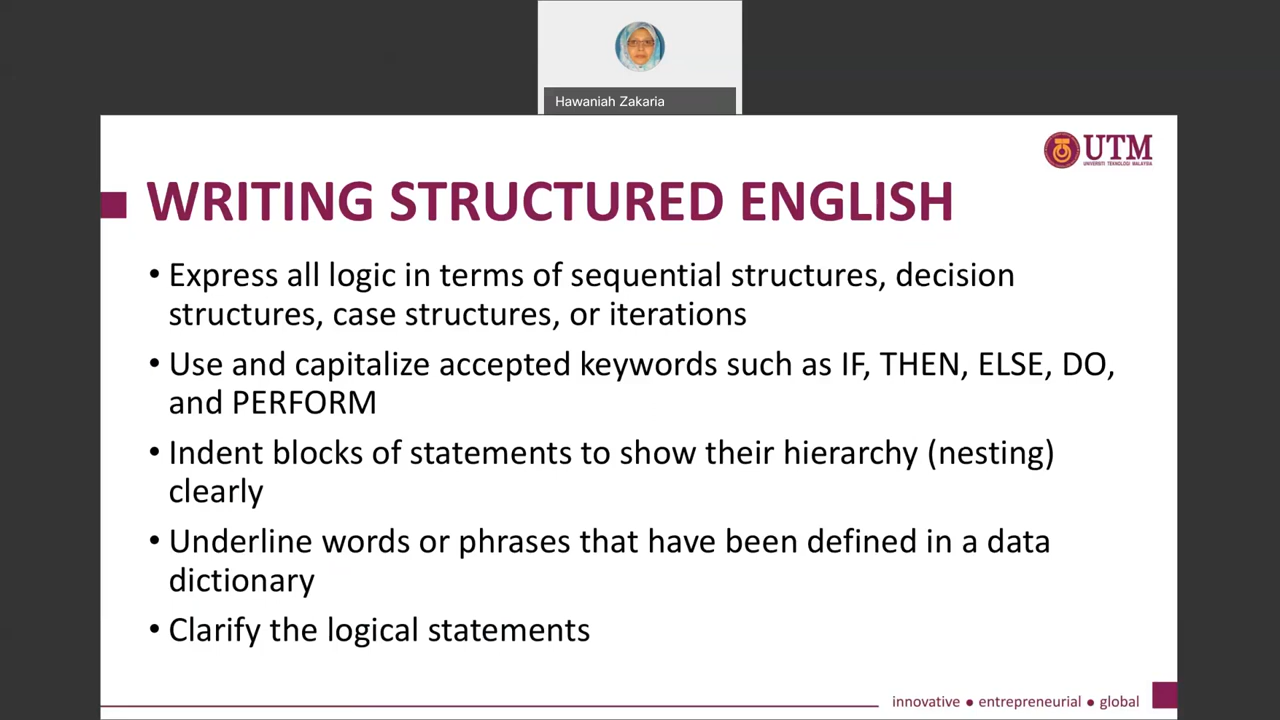 Hawaniah Zakaria
UTM
UNIVERSITI TEKNOLOGI MALAYSIA
WRITING STRUCTURED ENGLISH
• Express all logic in terms of sequential structures, decision
structures, case structures, or iterations
• Use and capitalize accepted keywords such as IF, THEN, ELSE, DO,
and PERFORM
• Indent blocks of statements to show their hierarchy (nesting)
clearly
• Underline words or phrases that have been defined in a data
dictionary
• Clarify the logical statements
innovative ● entrepreneurial ● global